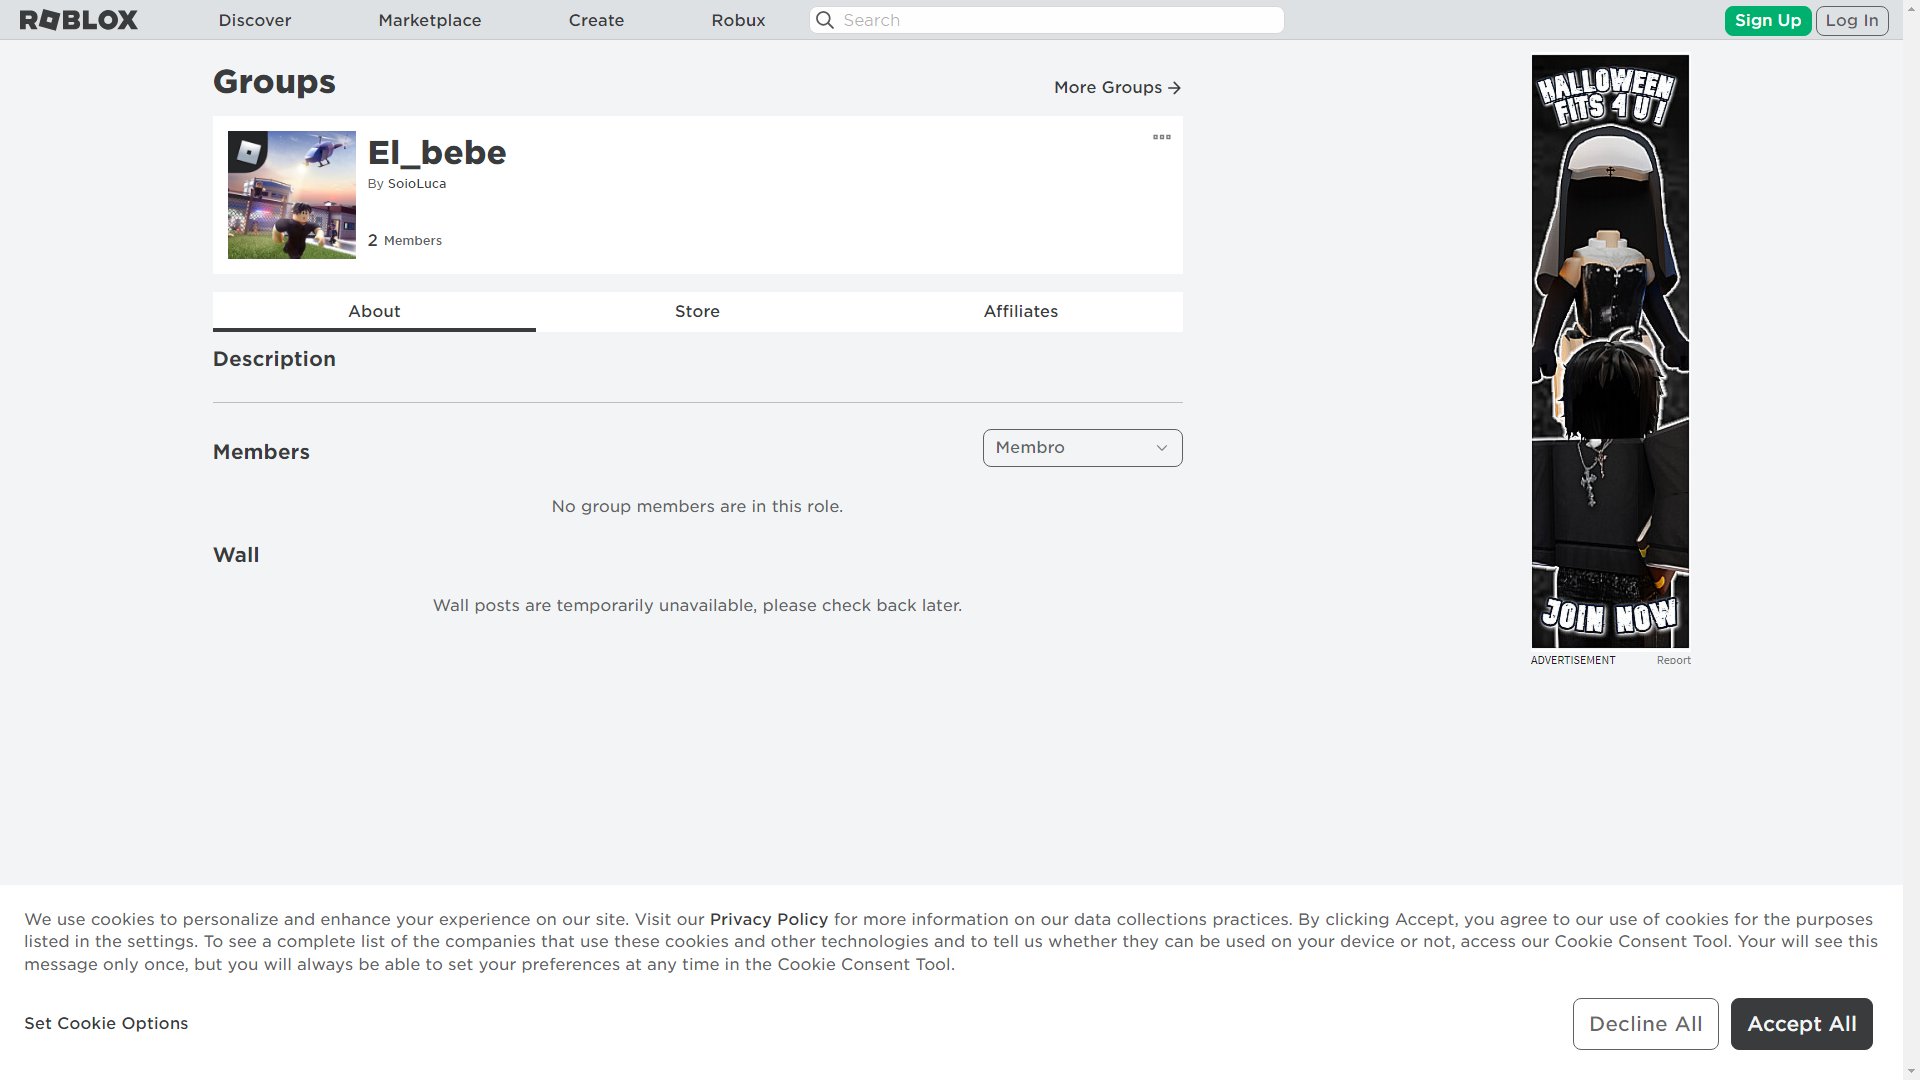 ROBLOX
Discover
Marketplace
Create
Robux
Search
Sign Up
Log In
Groups
More Groups
El_bebe
By SoioLuca
2 Members
About
Store
Affiliates
Description
Members
Membro
No group members are in this role.
Wall
Wall posts are temporarily unavailable, please check back later.
HALLOWEEN
FITS 4 U !
JOIN NOW
ADVERTISEMENT
Report
We use cookies to personalize and enhance your experience on our site. Visit our Privacy Policy for more information on our data collections practices. By clicking Accept, you agree to our use of cookies for the purposes
listed in the settings. To see a complete list of the companies that use these cookies and other technologies and to tell us whether they can be used on your device or not, access our Cookie Consent Tool. Your will see this
message only once, but you will always be able to set your preferences at any time in the Cookie Consent Tool.
Set Cookie Options
Decline All
Accept All